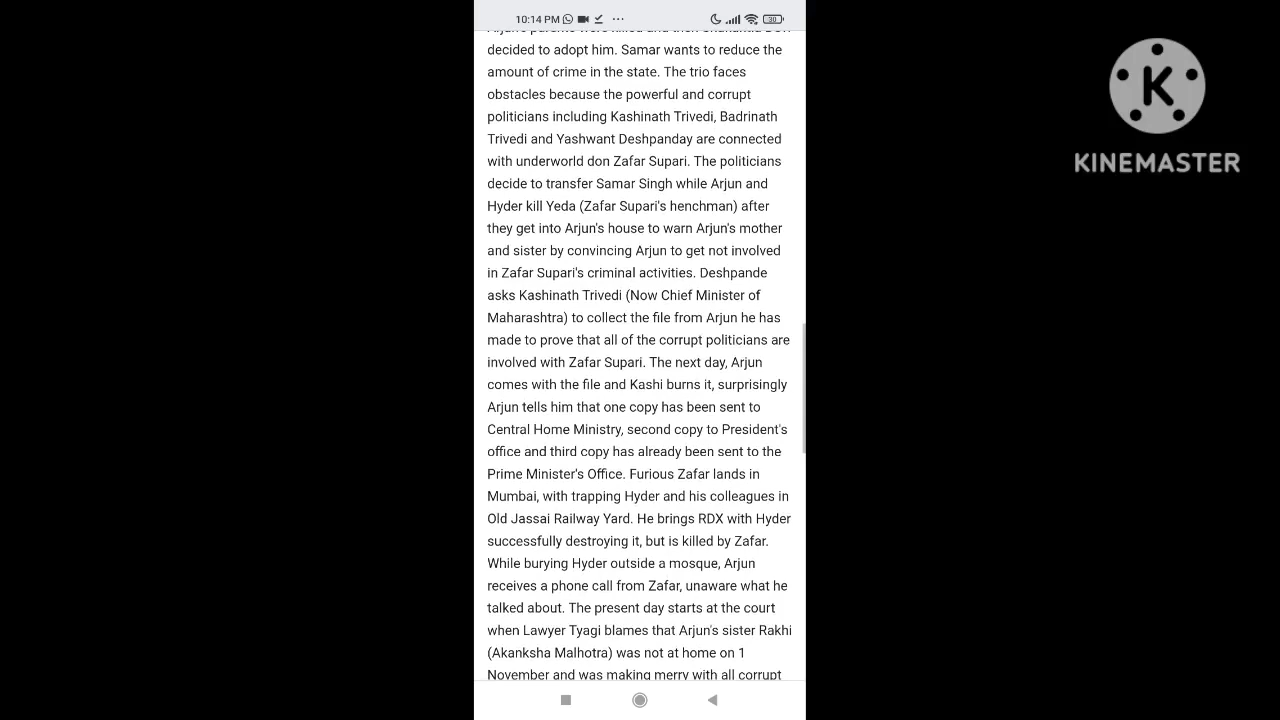 10:14 PM
30
decided to adopt him. Samar wants to reduce the
amount of crime in the state. The trio faces
obstacles because the powerful and corrupt
politicians including Kashinath Trivedi, Badrinath
Trivedi and Yashwant Deshpanday are connected
with underworld don Zafar Supari. The politicians
decide to transfer Samar Singh while Arjun and
Hyder kill Yeda (Zafar Supari's henchman) after
they get into Arjun's house to warn Arjun's mother
and sister by convincing Arjun to get not involved
in Zafar Supari's criminal activities. Deshpande
asks Kashinath Trivedi (Now Chief Minister of
Maharashtra) to collect the file from Arjun he has
made to prove that all of the corrupt politicians are
involved with Zafar Supari. The next day, Arjun
comes with the file and Kashi burns it, surprisingly
Arjun tells him that one copy has been sent to
Central Home Ministry, second copy to President's
office and third copy has already been sent to the
Prime Minister's Office. Furious Zafar lands in
Mumbai, with trapping Hyder and his colleagues in
Old Jassai Railway Yard. He brings RDX with Hyder
successfully destroying it, but is killed by Zafar.
While burying Hyder outside a mosque, Arjun
receives a phone call from Zafar, unaware what he
talked about. The present day starts at the court
when Lawyer Tyagi blames that Arjun's sister Rakhi
(Akanksha Malhotra) was not at home on 1
November and was making merry with all corrupt
K
KINEMASTER